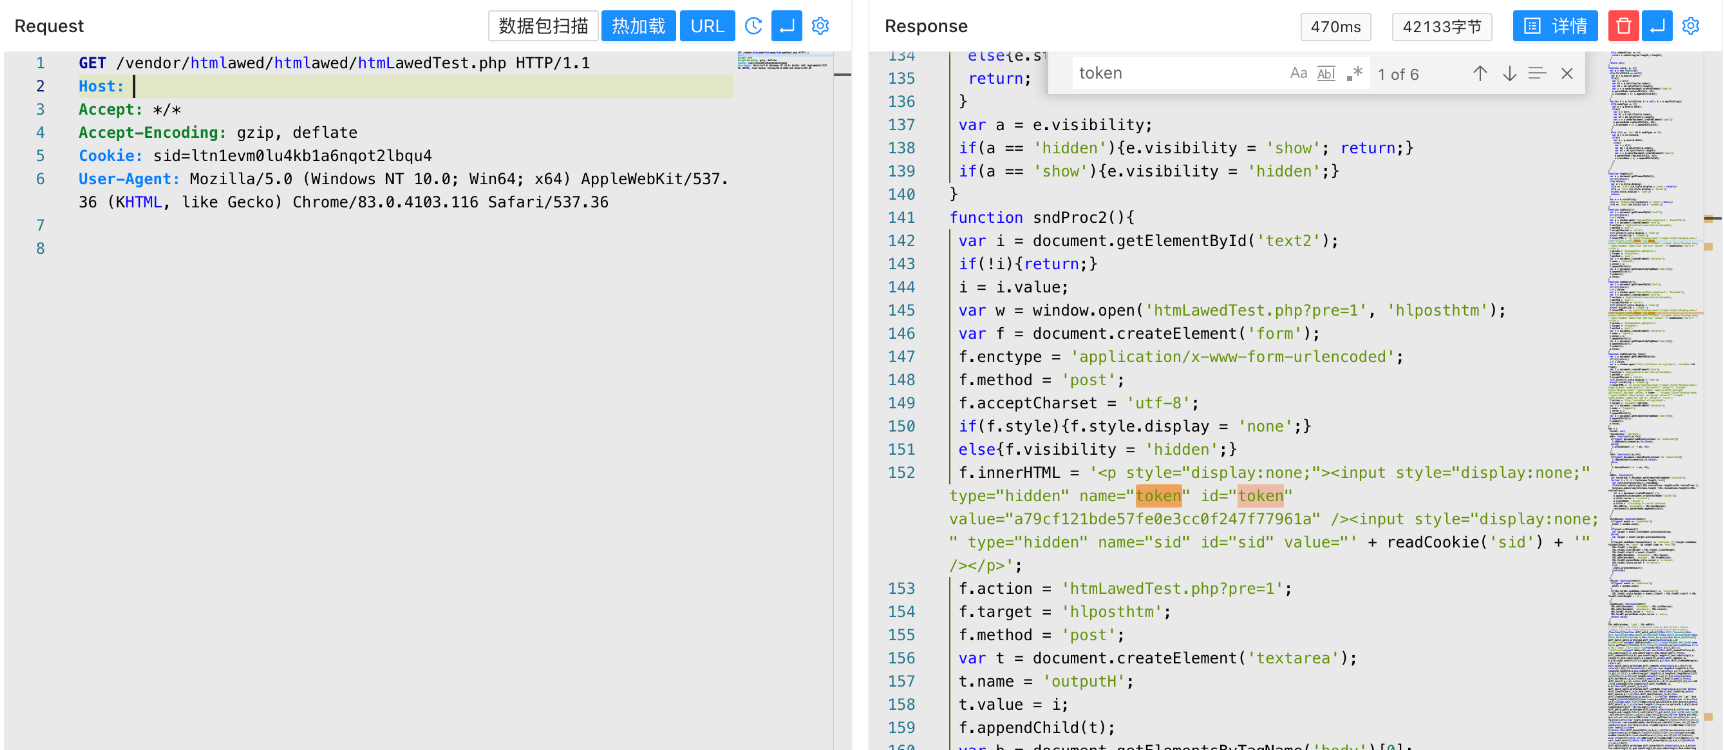 Request
数据包扫描
热加载
URL
1 GET /vendor/htmlawed/htmlawed/htmLawedTest.php HTTP/1.1
2 Host:
3 Accept: */*
4 Accept-Encoding: gzip, deflate
5 Cookie: sid=ltn1evm0lu4kb1a6nqot2lbqu4
6 User-Agent: Mozilla/5.0 (Windows NT 10.0; Win64; x64) AppleWebKit/537.
36 (KHTML, like Gecko) Chrome/83.0.4103.116 Safari/537.36
7
8
Response
470ms
42133字节
详情
token
Aa Abl .* 1 of 6
134 else{e.s
135 return;
136 }
137 var a = e.visibility;
138 if(a == 'hidden'){e.visibility = 'show'; return;}
139 if(a == 'show'){e.visibility = 'hidden';}
140 }
141 function sndProc2(){
142 var i = document.getElementById('text2');
143 if(!i){return;}
144 i = i.value;
145 var w = window.open('htmLawedTest.php?pre=1', 'hlposthtm');
146 var f = document.createElement('form');
147 f.enctype = 'application/x-www-form-urlencoded';
148 f.method = 'post';
149 f.acceptCharset = 'utf-8';
150 if(f.style){f.style.display = 'none';}
151 else{f.visibility = 'hidden';}
152 f.innerHTML = '<p style="display:none;"><input style="display:none;"
type="hidden" name="token" id="token"
value="a79cf121bde57fe0e3cc0f247f77961a" /><input style="display:none;
" type="hidden" name="sid" id="sid" value="' + readCookie('sid') + '"
/></p>';
153 f.action = 'htmLawedTest.php?pre=1';
154 f.target = 'hlposthtm';
155 f.method = 'post';
156 var t = document.createElement('textarea');
157 t.name = 'outputH';
158 t.value = i;
159 f.appendChild(t);
160 var b = document.getElementsByTagName('body')[0];